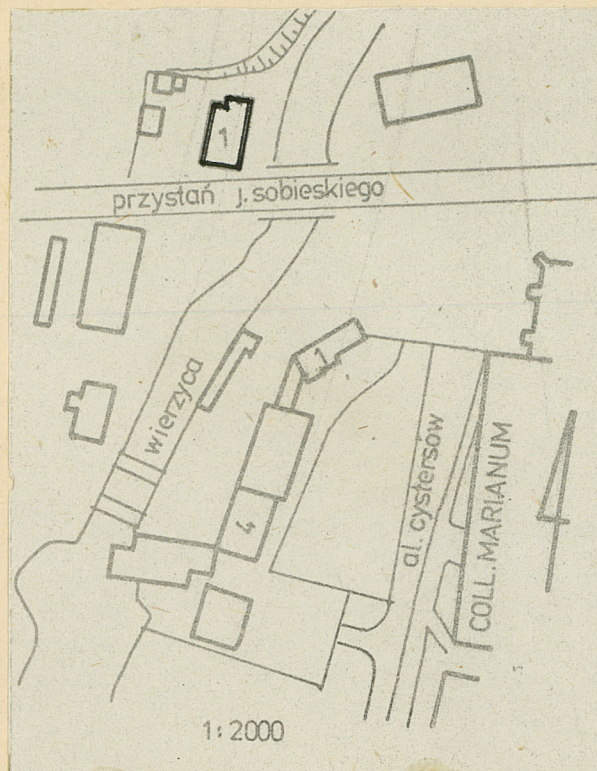 1
przystań j. sobieskiego
1
wierzyca
al. cystersów
COLL. MARIANUM
4
1:2000